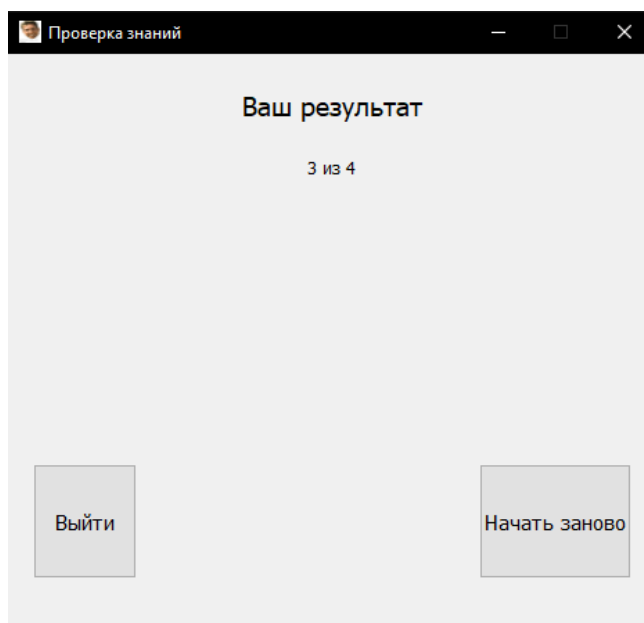 Проверка знаний
Ваш результат
3 из 4
Выйти
Начать заново